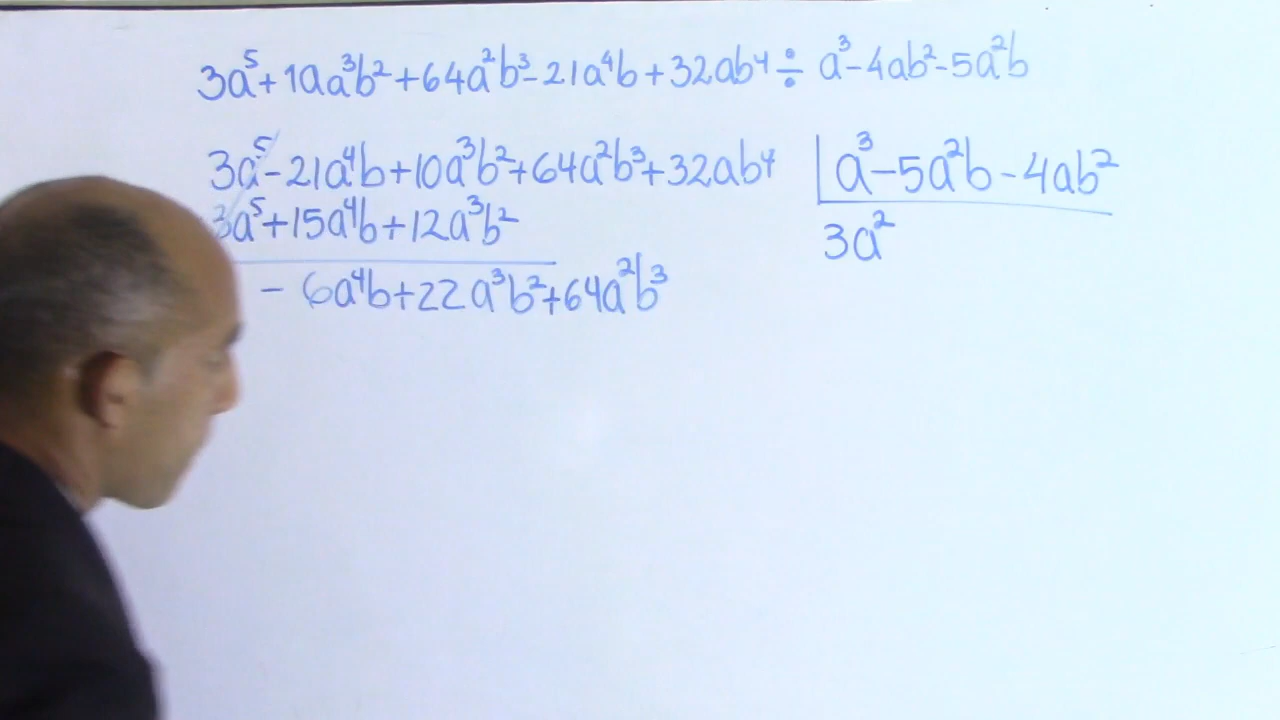 3a⁵+1aa³b²+64a²b³-21a⁴b+32ab⁴÷ a³-4ab²-5a²b
3a⁵-21a⁴b+10a³b²+64a²b³+32ab⁴ a³-5a²b-4ab²
3a⁵+15a⁴b+12a³b² 3a²
- 6a⁴b+22a³b²+64a²b³